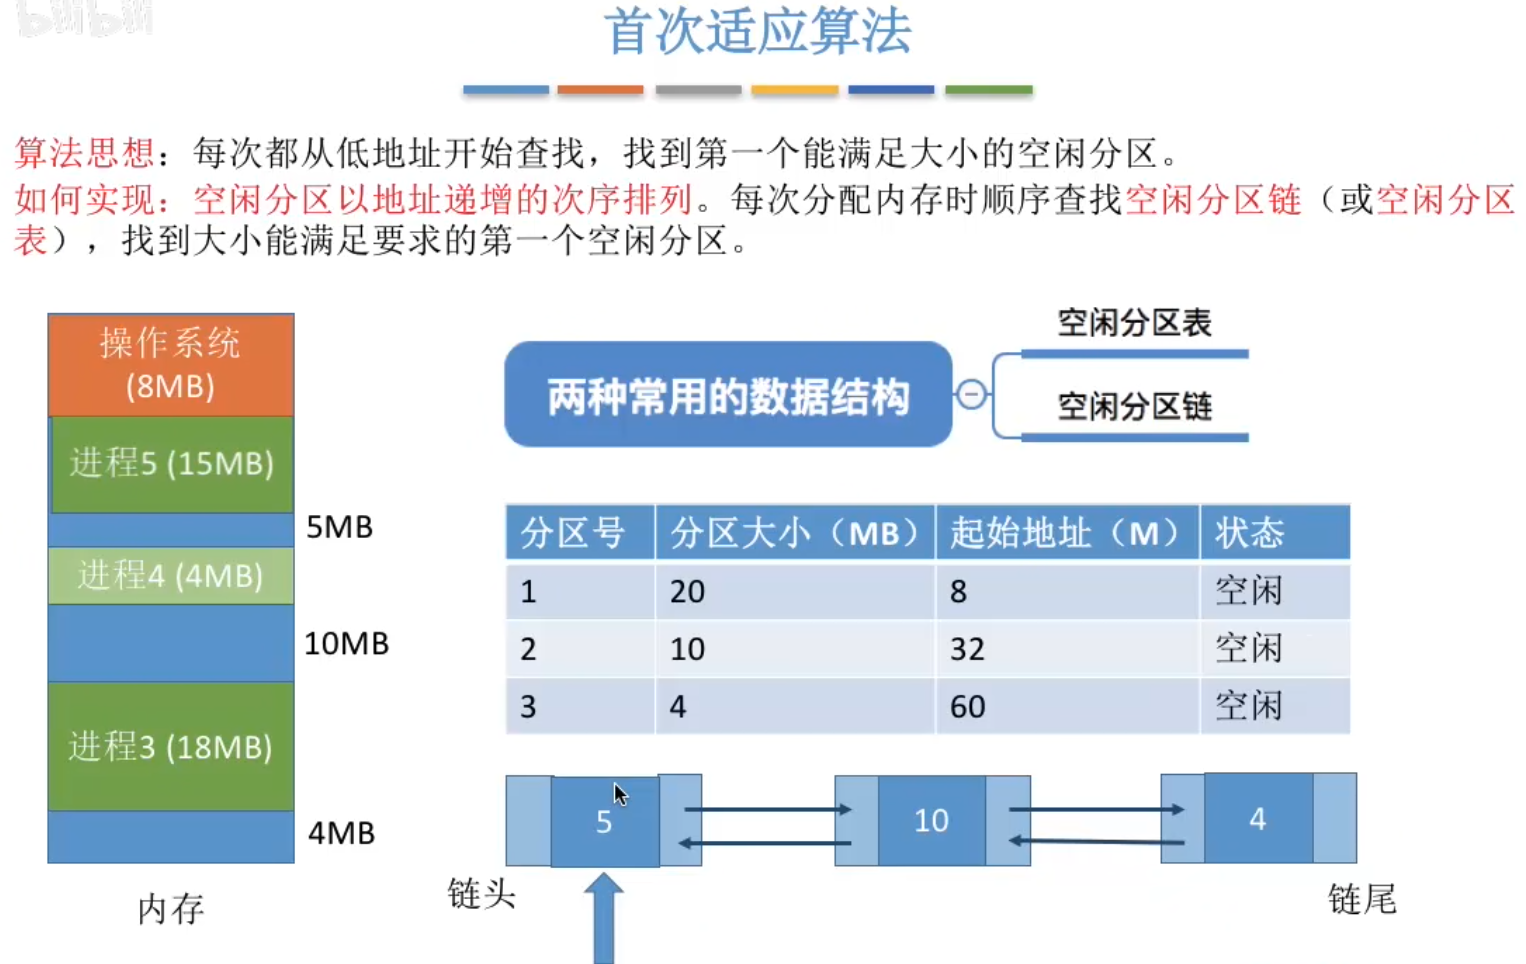 bilibili
首次适应算法
算法思想：每次都从低地址开始查找，找到第一个能满足大小的空闲分区。
如何实现：空闲分区以地址递增的次序排列。每次分配内存时顺序查找空闲分区链（或空闲分区
表），找到大小能满足要求的第一个空闲分区。
操作系统
(8MB)
进程5 (15MB)
5MB
进程4 (4MB)
10MB
进程3 (18MB)
4MB
内存
两种常用的数据结构
空闲分区表
空闲分区链
分区号 分区大小（MB） 起始地址（M） 状态
1 20 8 空闲
2 10 32 空闲
3 4 60 空闲
5 10 4
链头 链尾